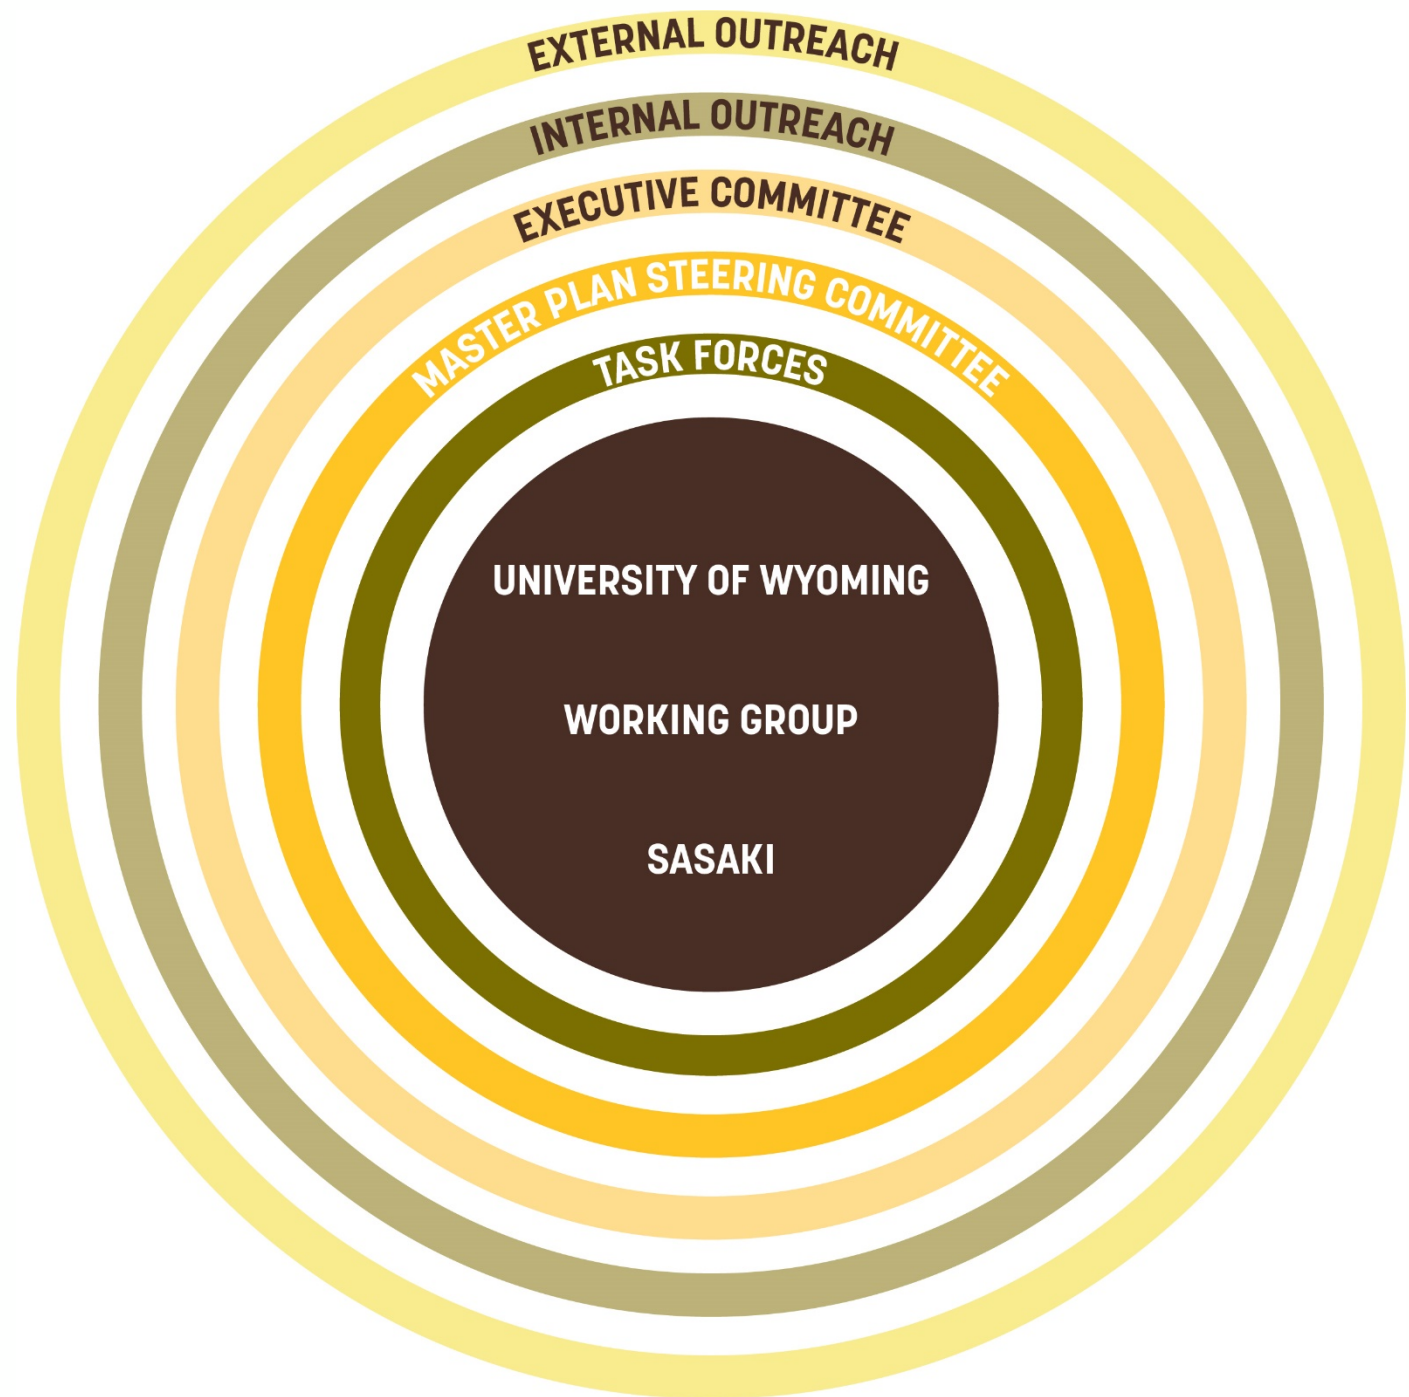 EXTERNAL OUTREACH
INTERNAL OUTREACH
EXECUTIVE COMMITTEE
MASTER PLAN STEERING COMMITTEE
TASK FORCES
UNIVERSITY OF WYOMING
WORKING GROUP
SASAKI